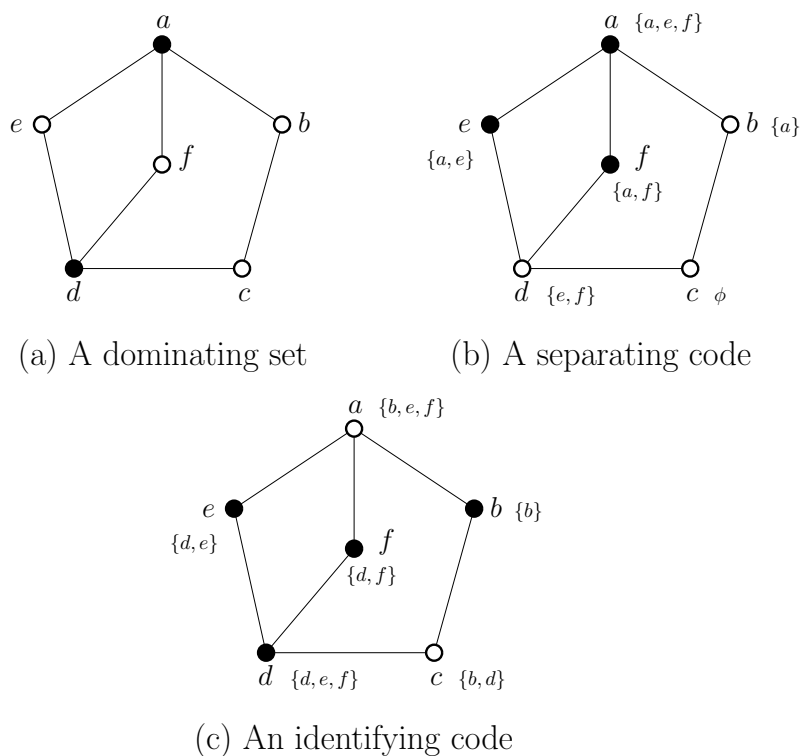 a
e
b
f
d
c
(a) A dominating set
a {a, e, f}
e
b {a}
{a, e}
f
{a, f}
d {e, f}
c ϕ
(b) A separating code
a {b, e, f}
e
b {b}
{d, e}
f
{d, f}
d {d, e, f}
c {b, d}
(c) An identifying code